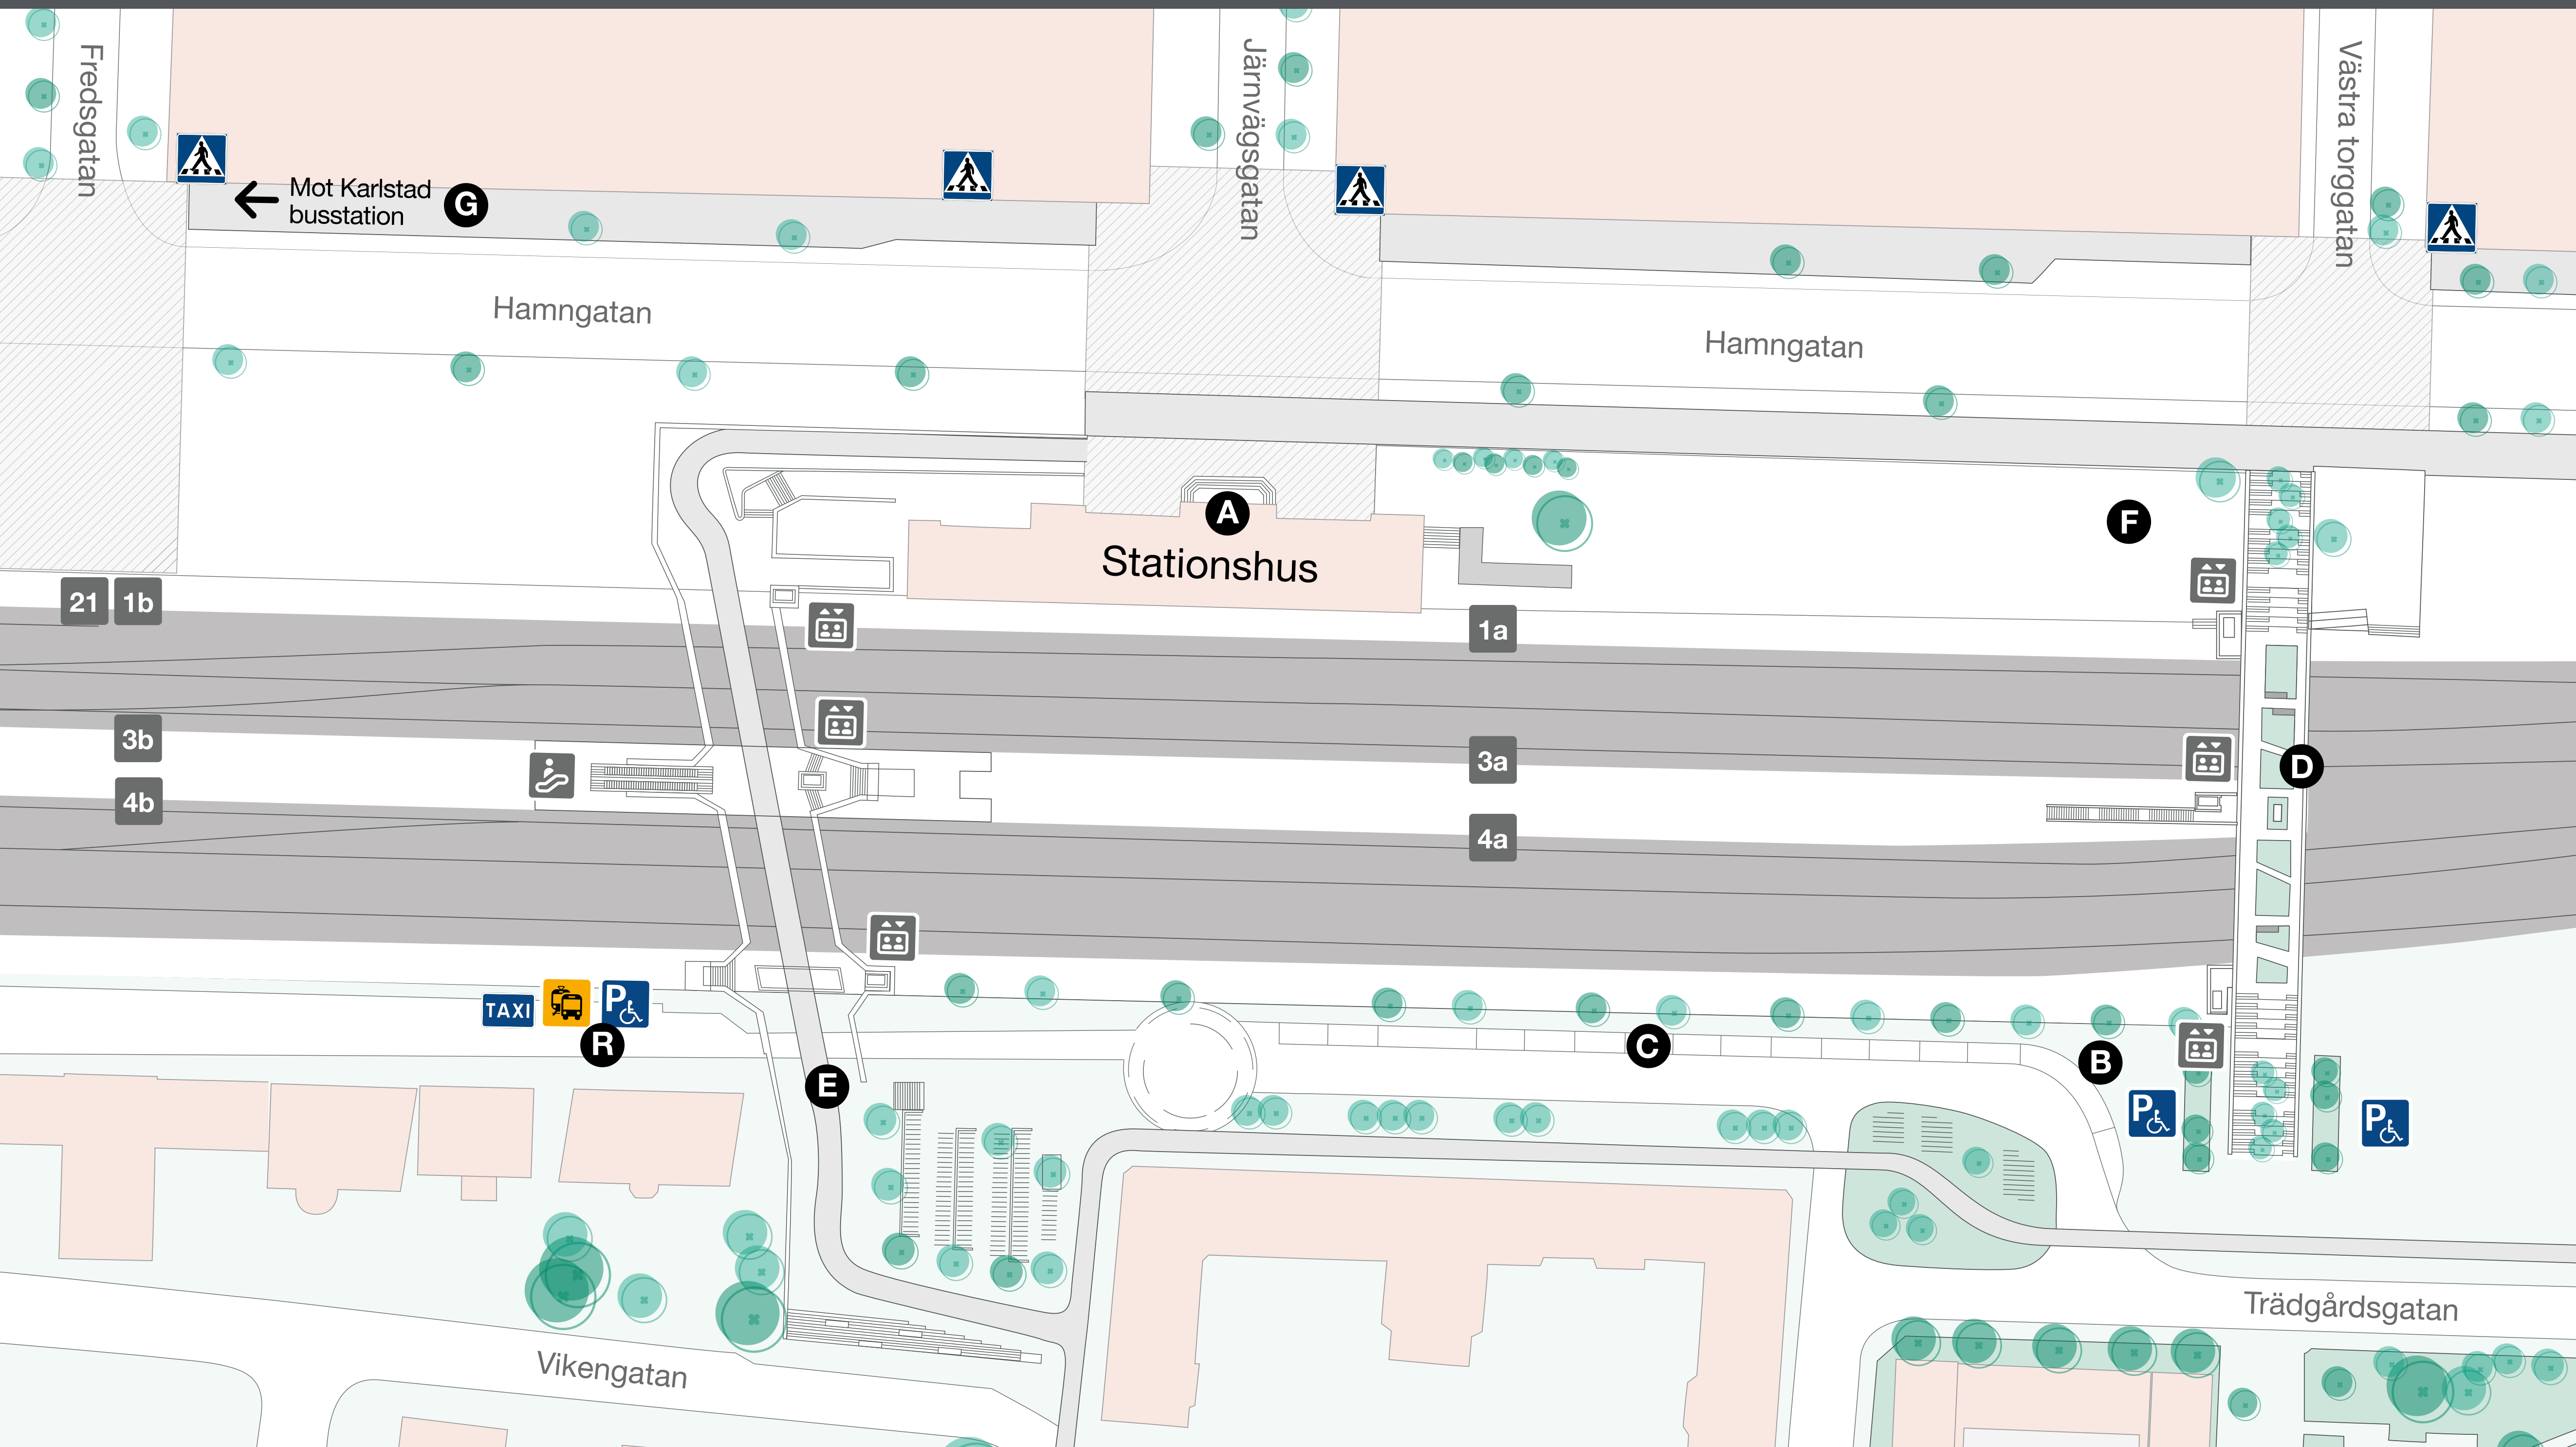 Fredsgatan
Järnvägsgatan
Västra torggatan
Mot Karlstad
busstation
G
Hamngatan
Hamngatan
A
Stationshus
F
21
1b
1a
3b
3a
D
4b
4a
TAXI
P
R
C
B
E
P
P
Trädgårdsgatan
Vikengatan